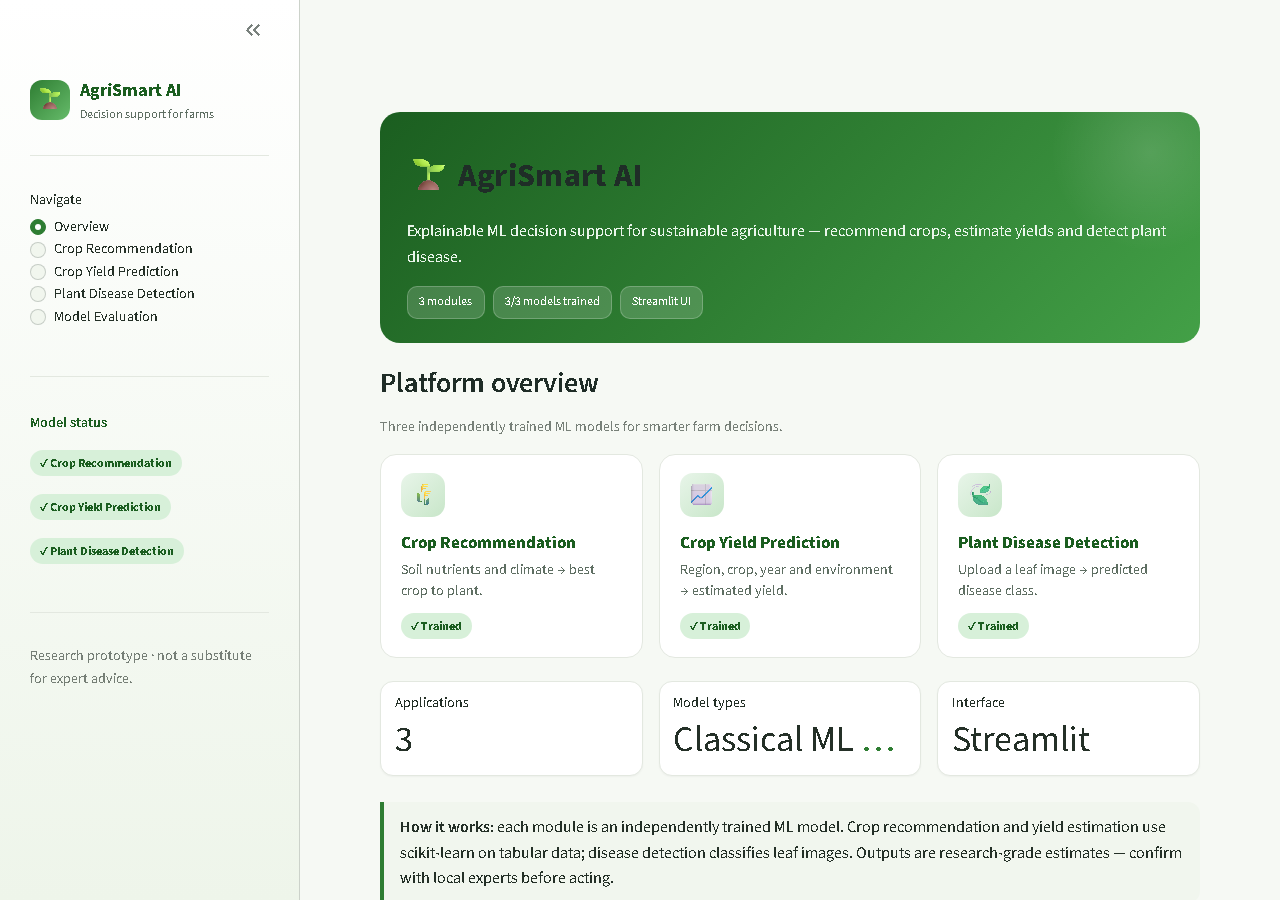 AgriSmart AI
Decision support for farms
Navigate
Overview
Crop Recommendation
Crop Yield Prediction
Plant Disease Detection
Model Evaluation
Model status
✓ Crop Recommendation
✓ Crop Yield Prediction
✓ Plant Disease Detection
Research prototype · not a substitute
for expert advice.
AgriSmart AI
Explainable ML decision support for sustainable agriculture — recommend crops, estimate yields and detect plant
disease.
3 modules
3/3 models trained
Streamlit UI
Platform overview
Three independently trained ML models for smarter farm decisions.
Crop Recommendation
Soil nutrients and climate → best
crop to plant.
✓ Trained
Crop Yield Prediction
Region, crop, year and environment
→ estimated yield.
✓ Trained
Plant Disease Detection
Upload a leaf image → predicted
disease class.
✓ Trained
Applications
3
Model types
Classical ML ...
Interface
Streamlit
How it works: each module is an independently trained ML model. Crop recommendation and yield estimation use
scikit-learn on tabular data; disease detection classifies leaf images. Outputs are research-grade estimates — confirm
with local experts before acting.